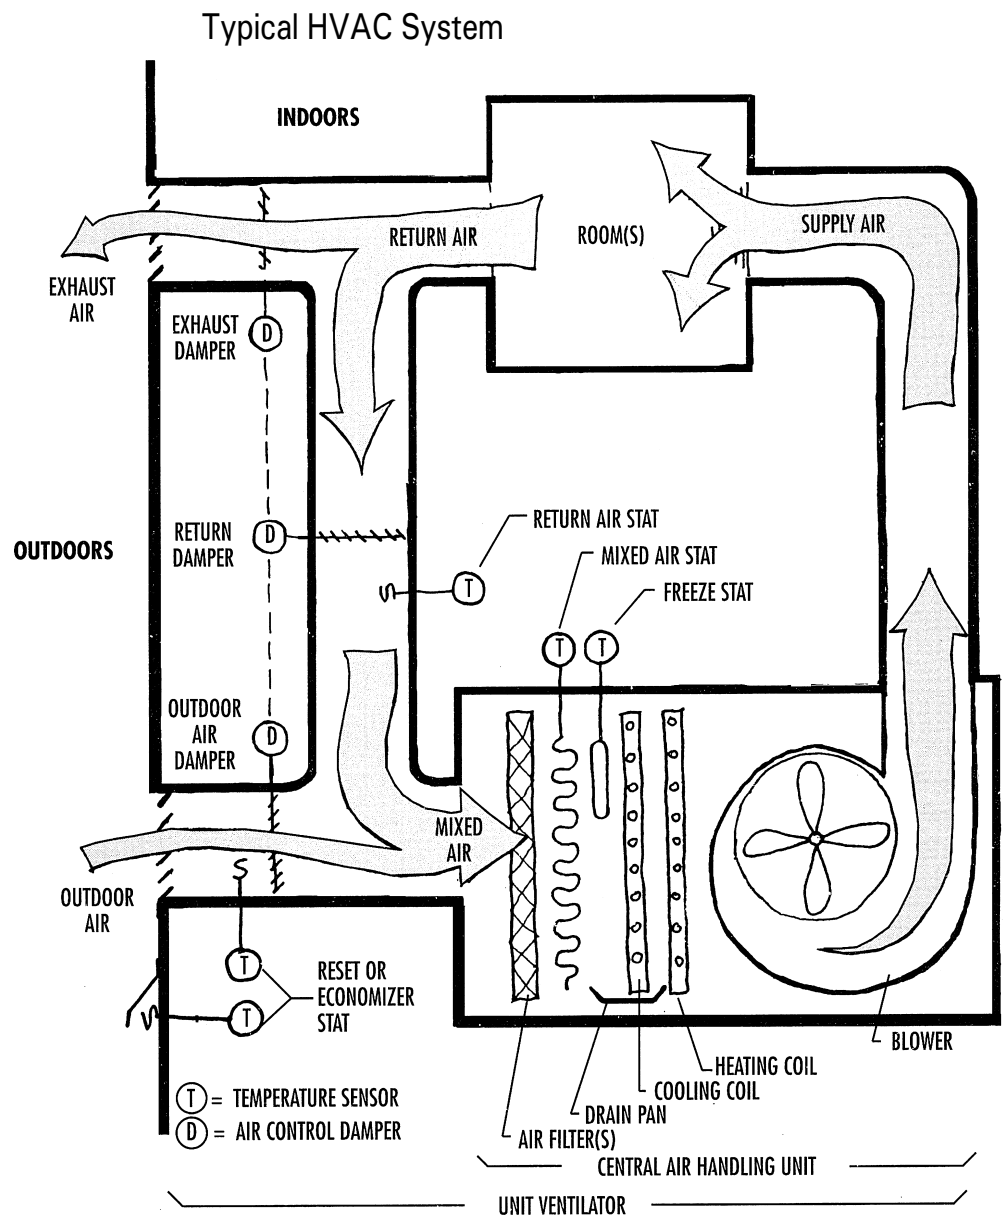 Typical HVAC System
INDOORS
RETURN AIR
ROOM(S)
SUPPLY AIR
EXHAUST
AIR
EXHAUST
DAMPER
D
OUTDOORS
RETURN
DAMPER
D
RETURN AIR STAT
MIXED AIR STAT
FREEZE STAT
T
T
T
OUTDOOR
AIR
DAMPER
D
MIXED
AIR
OUTDOOR
AIR
T
T
RESET OR
ECONOMIZER
STAT
BLOWER
HEATING COIL
COOLING COIL
DRAIN PAN
AIR FILTER(S)
T = TEMPERATURE SENSOR
D = AIR CONTROL DAMPER
CENTRAL AIR HANDLING UNIT
UNIT VENTILATOR